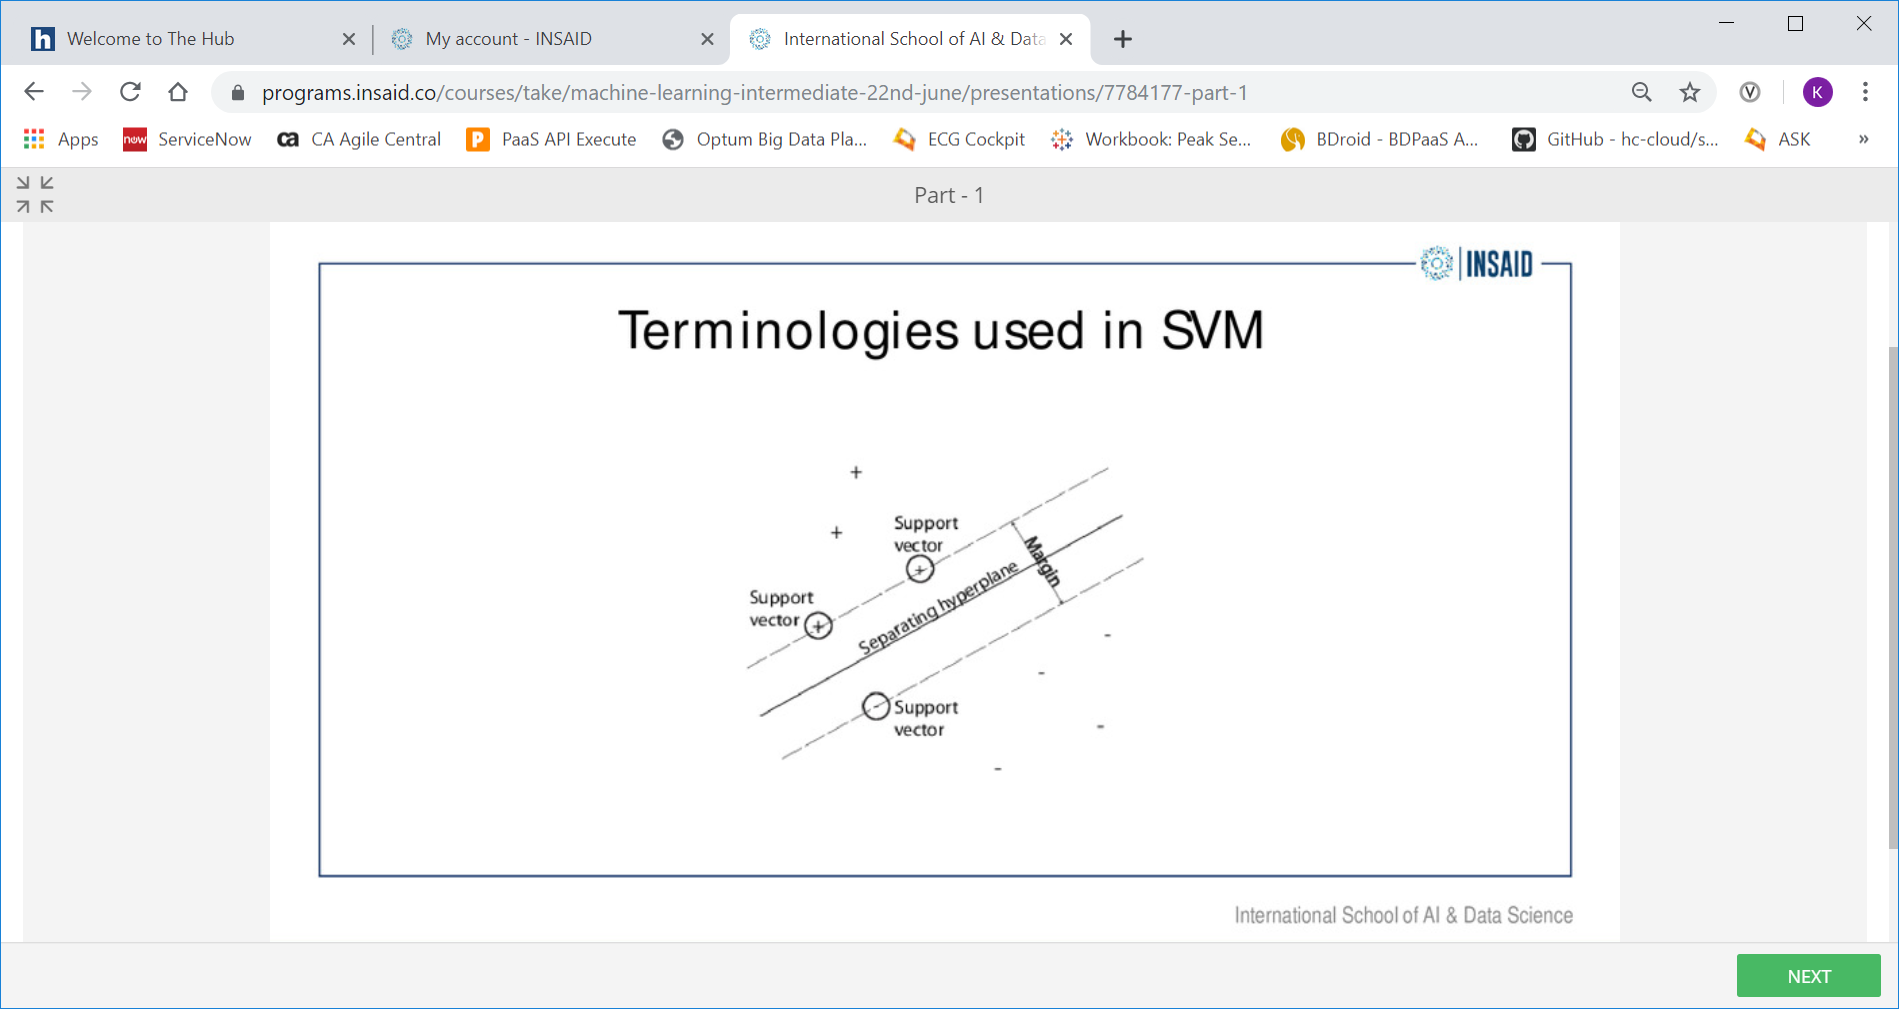 Welcome to The Hub
My account - INSAID
International School of AI & Data
programs.insaid.co/courses/take/machine-learning-intermediate-22nd-june/presentations/7784177-part-1
K
Apps
now
ServiceNow
ca
CA Agile Central
P
PaaS API Execute
Optum Big Data Pla...
ECG Cockpit
Workbook: Peak Se...
BDroid - BDPaaS A...
GitHub - hc-cloud/s...
ASK
»
Part - 1
INSAID
Terminologies used in SVM
+
+
Support
vector
+
Margin
Separating hyperplane
Support
vector
+
-
-
-
Support
vector
-
-
International School of AI & Data Science
NEXT